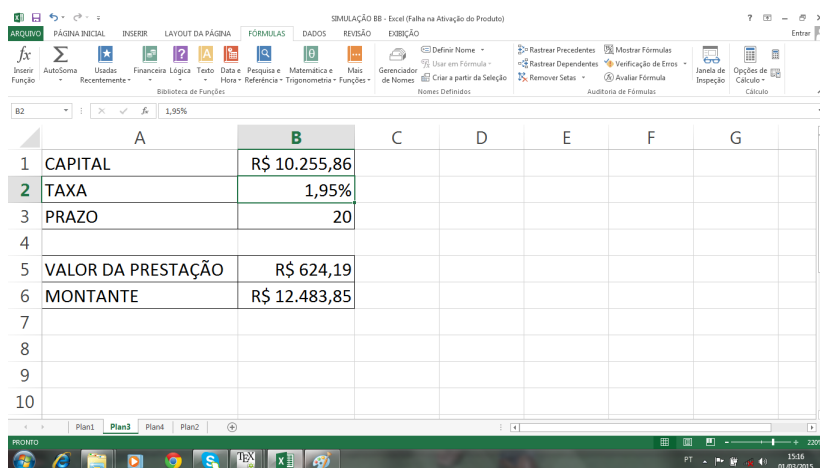 SIMULAÇÃO BB - Excel (Falha na Ativação do Produto)
ARQUIVO PÁGINA INICIAL INSERIR LAYOUT DA PÁGINA FÓRMULAS DADOS REVISÃO EXIBIÇÃO Entrar
fx Inserir Função
Σ AutoSoma
Usadas Recentemente
Financeira
Lógica
Texto
Data e Hora
Pesquisa e Referência
Matemática e Trigonometria
Mais Funções
Biblioteca de Funções
Gerenciador de Nomes
Definir Nome
Usar em Fórmula
Criar a partir da Seleção
Nomes Definidos
Rastrear Precedentes
Rastrear Dependentes
Remover Setas
Mostrar Fórmulas
Verificação de Erros
Avaliar Fórmula
Auditoria de Fórmulas
Janela de Inspeção
Opções de Cálculo
Cálculo
B2 fx 1,95%
A B C D E F G
1 CAPITAL R$ 10.255,86
2 TAXA 1,95%
3 PRAZO 20
4
5 VALOR DA PRESTAÇÃO R$ 624,19
6 MONTANTE R$ 12.483,85
7
8
9
10
Plan1 Plan3 Plan4 Plan2
PRONTO 220%
PT 15:16
01/03/2015